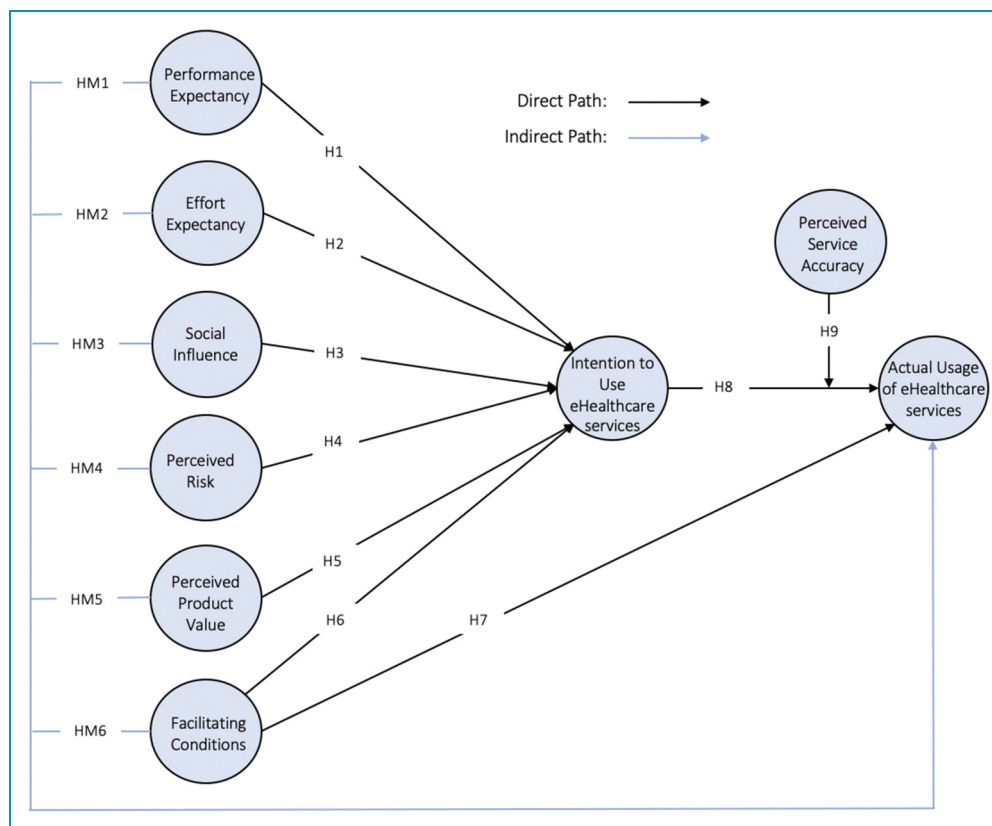 HM1
Performance
Expectancy
Direct Path:
Indirect Path:
H1
HM2
Effort
Expectancy
H2
Perceived
Service
Accuracy
HM3
Social
Influence
H3
H9
Intention to
Use
eHealthcare
services
H8
Actual Usage
of eHealthcare
services
HM4
Perceived
Risk
H4
HM5
Perceived
Product
Value
H5
H6
H7
HM6
Facilitating
Conditions